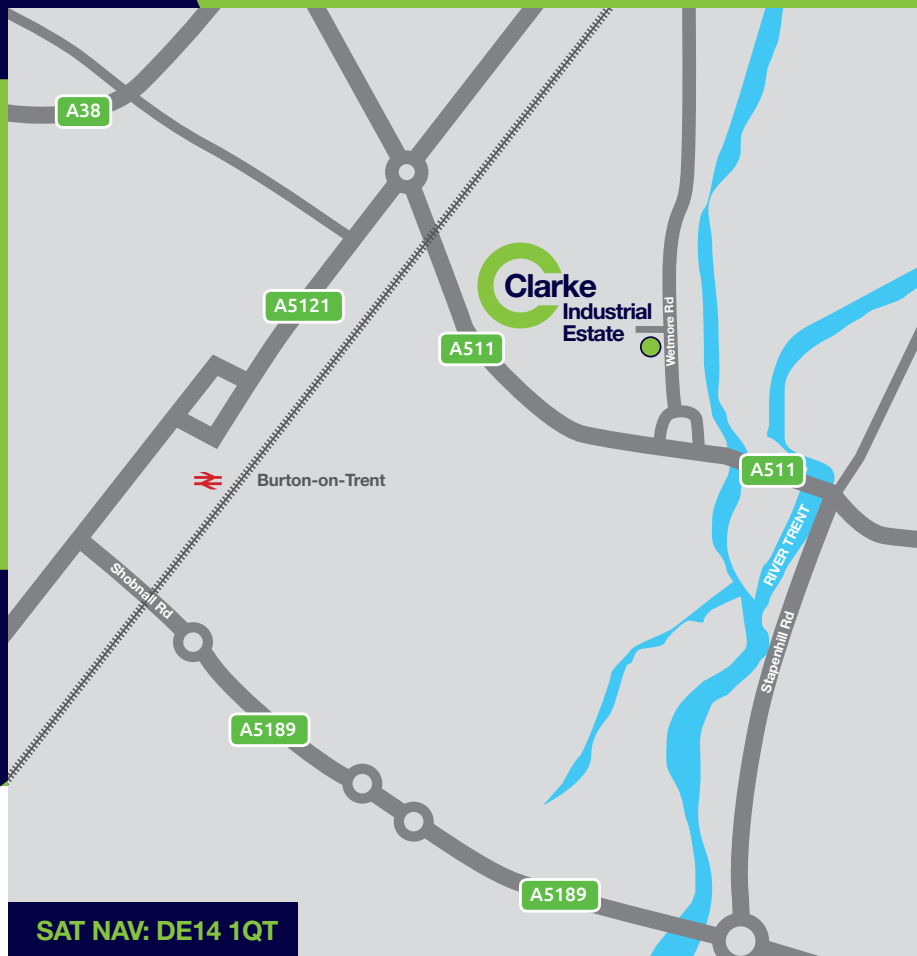 A38
Clarke
Industrial
Estate
Wetmore Rd
A5121
A511
A511
Burton-on-Trent
RIVER TRENT
Shobnall Rd
Stapenhill Rd
A5189
A5189
SAT NAV: DE14 1QT